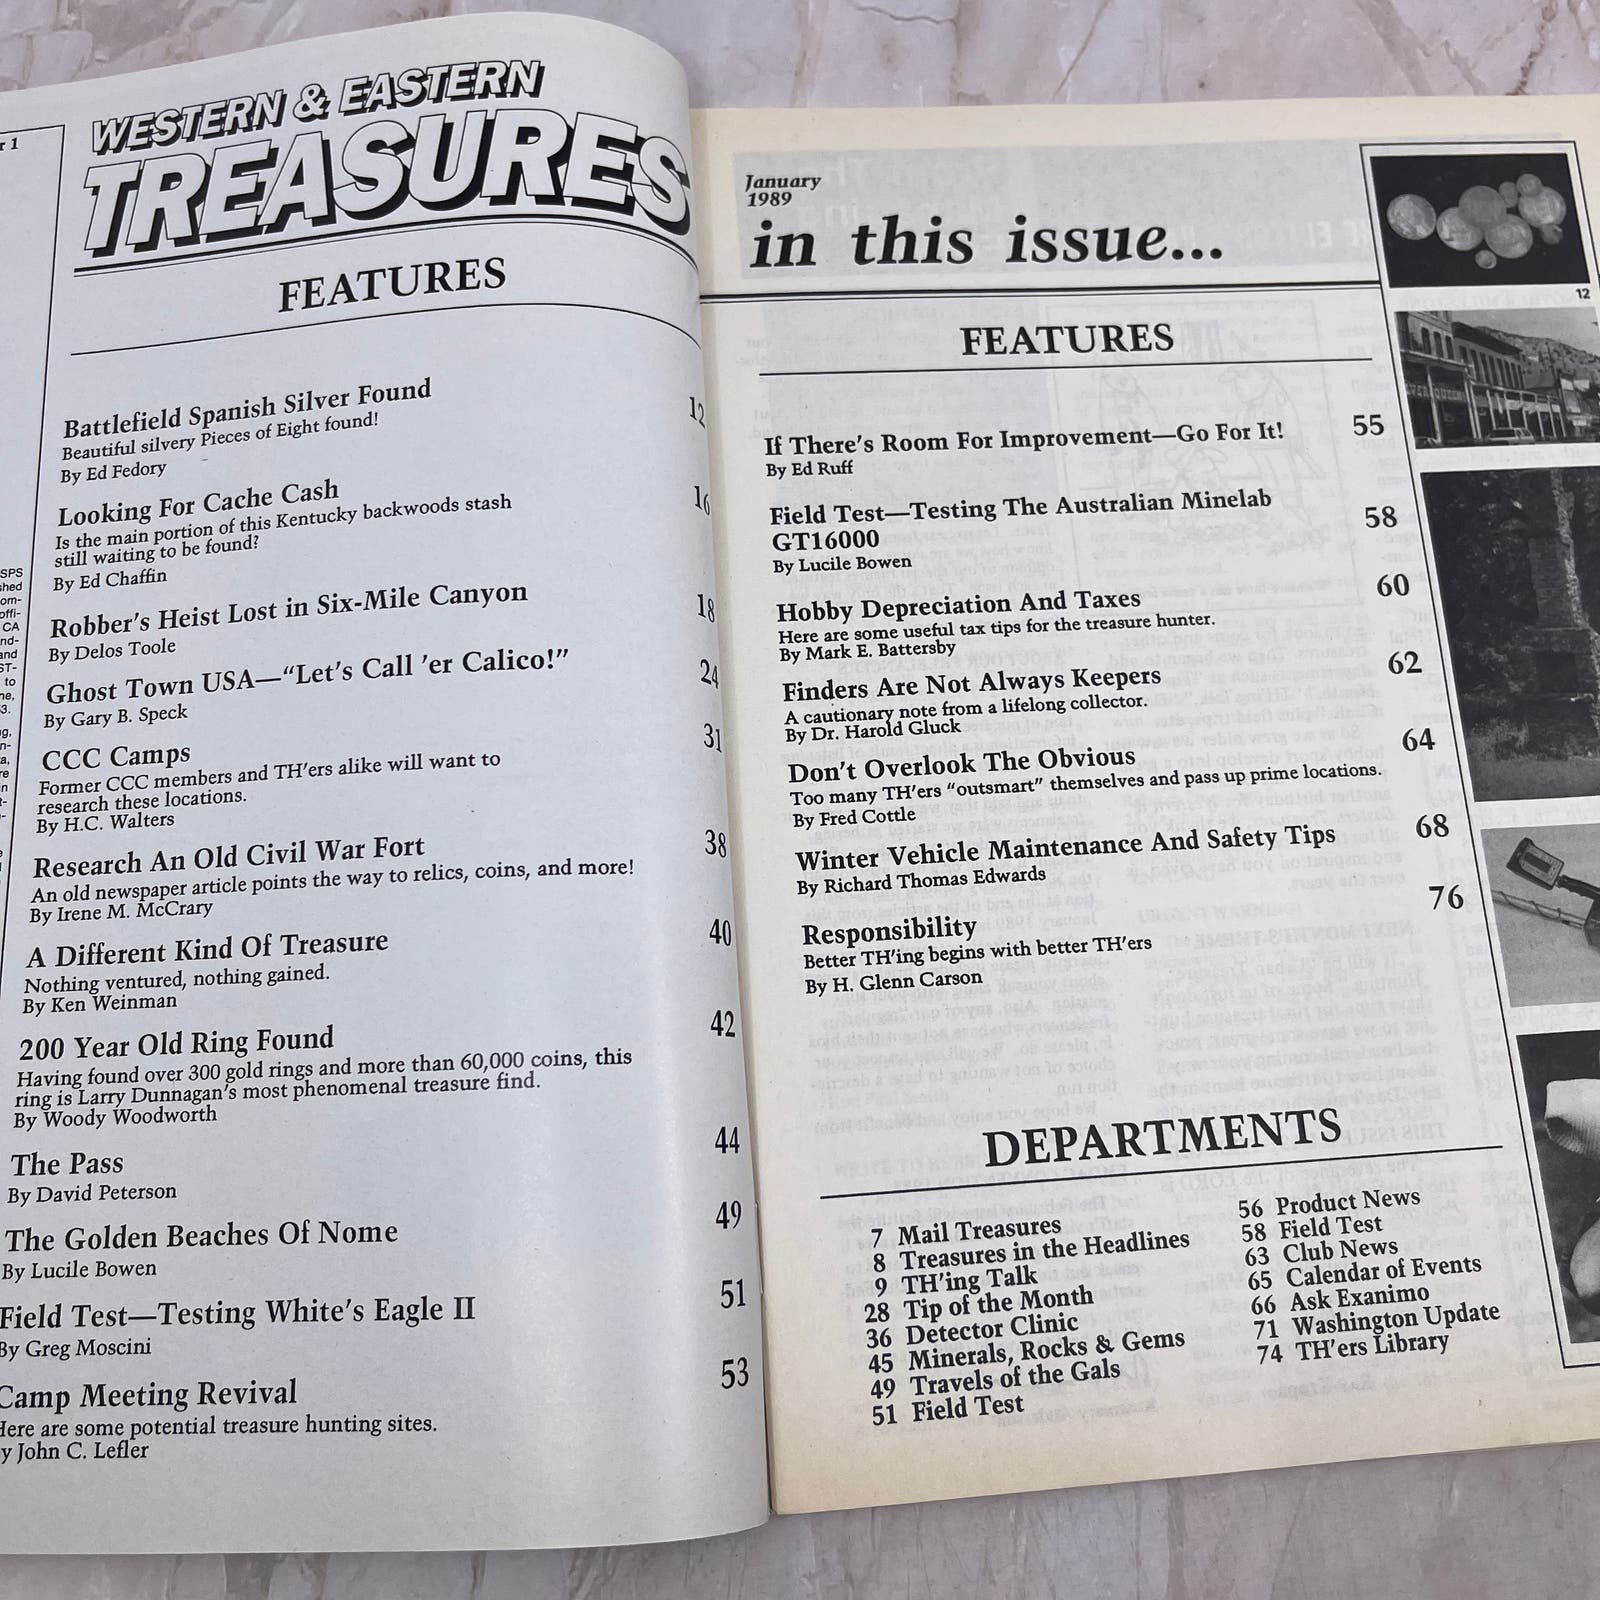 r 1
SPS
shed
om-
offi-
CA
nd-
and
ST-
to
ne,
3.
WESTERN & EASTERN
TREASURES
FEATURES
Battlefield Spanish Silver Found 12
Beautiful silvery Pieces of Eight found!
By Ed Fedory
Looking For Cache Cash 16
Is the main portion of this Kentucky backwoods stash
still waiting to be found?
By Ed Chaffin
Robber's Heist Lost in Six-Mile Canyon 18
By Delos Toole
Ghost Town USA—“Let's Call 'er Calico!” 24
By Gary B. Speck
CCC Camps 31
Former CCC members and TH'ers alike will want to
research these locations.
By H.C. Walters
Research An Old Civil War Fort 38
An old newspaper article points the way to relics, coins, and more!
By Irene M. McCrary
A Different Kind Of Treasure 40
Nothing ventured, nothing gained.
By Ken Weinman
200 Year Old Ring Found 42
Having found over 300 gold rings and more than 60,000 coins, this
ring is Larry Dunnagan's most phenomenal treasure find.
By Woody Woodworth
The Pass 44
By David Peterson
The Golden Beaches Of Nome 49
By Lucile Bowen
Field Test—Testing White's Eagle II 51
By Greg Moscini
Camp Meeting Revival 53
Here are some potential treasure hunting sites.
y John C. Lefler
January
1989
in this issue...
12
FEATURES
If There's Room For Improvement—Go For It! 55
By Ed Ruff
Field Test—Testing The Australian Minelab 58
GT16000
By Lucile Bowen
Hobby Depreciation And Taxes 60
Here are some useful tax tips for the treasure hunter.
By Mark E. Battersby
Finders Are Not Always Keepers 62
A cautionary note from a lifelong collector.
By Dr. Harold Gluck
Don't Overlook The Obvious 64
Too many TH'ers “outsmart” themselves and pass up prime locations.
By Fred Cottle
Winter Vehicle Maintenance And Safety Tips 68
By Richard Thomas Edwards
Responsibility 76
Better TH'ing begins with better TH'ers
By H. Glenn Carson
DEPARTMENTS
7 Mail Treasures
8 Treasures in the Headlines
9 TH'ing Talk
28 Tip of the Month
36 Detector Clinic
45 Minerals, Rocks & Gems
49 Travels of the Gals
51 Field Test
56 Product News
58 Field Test
63 Club News
65 Calendar of Events
66 Ask Exanimo
71 Washington Update
74 TH'ers Library